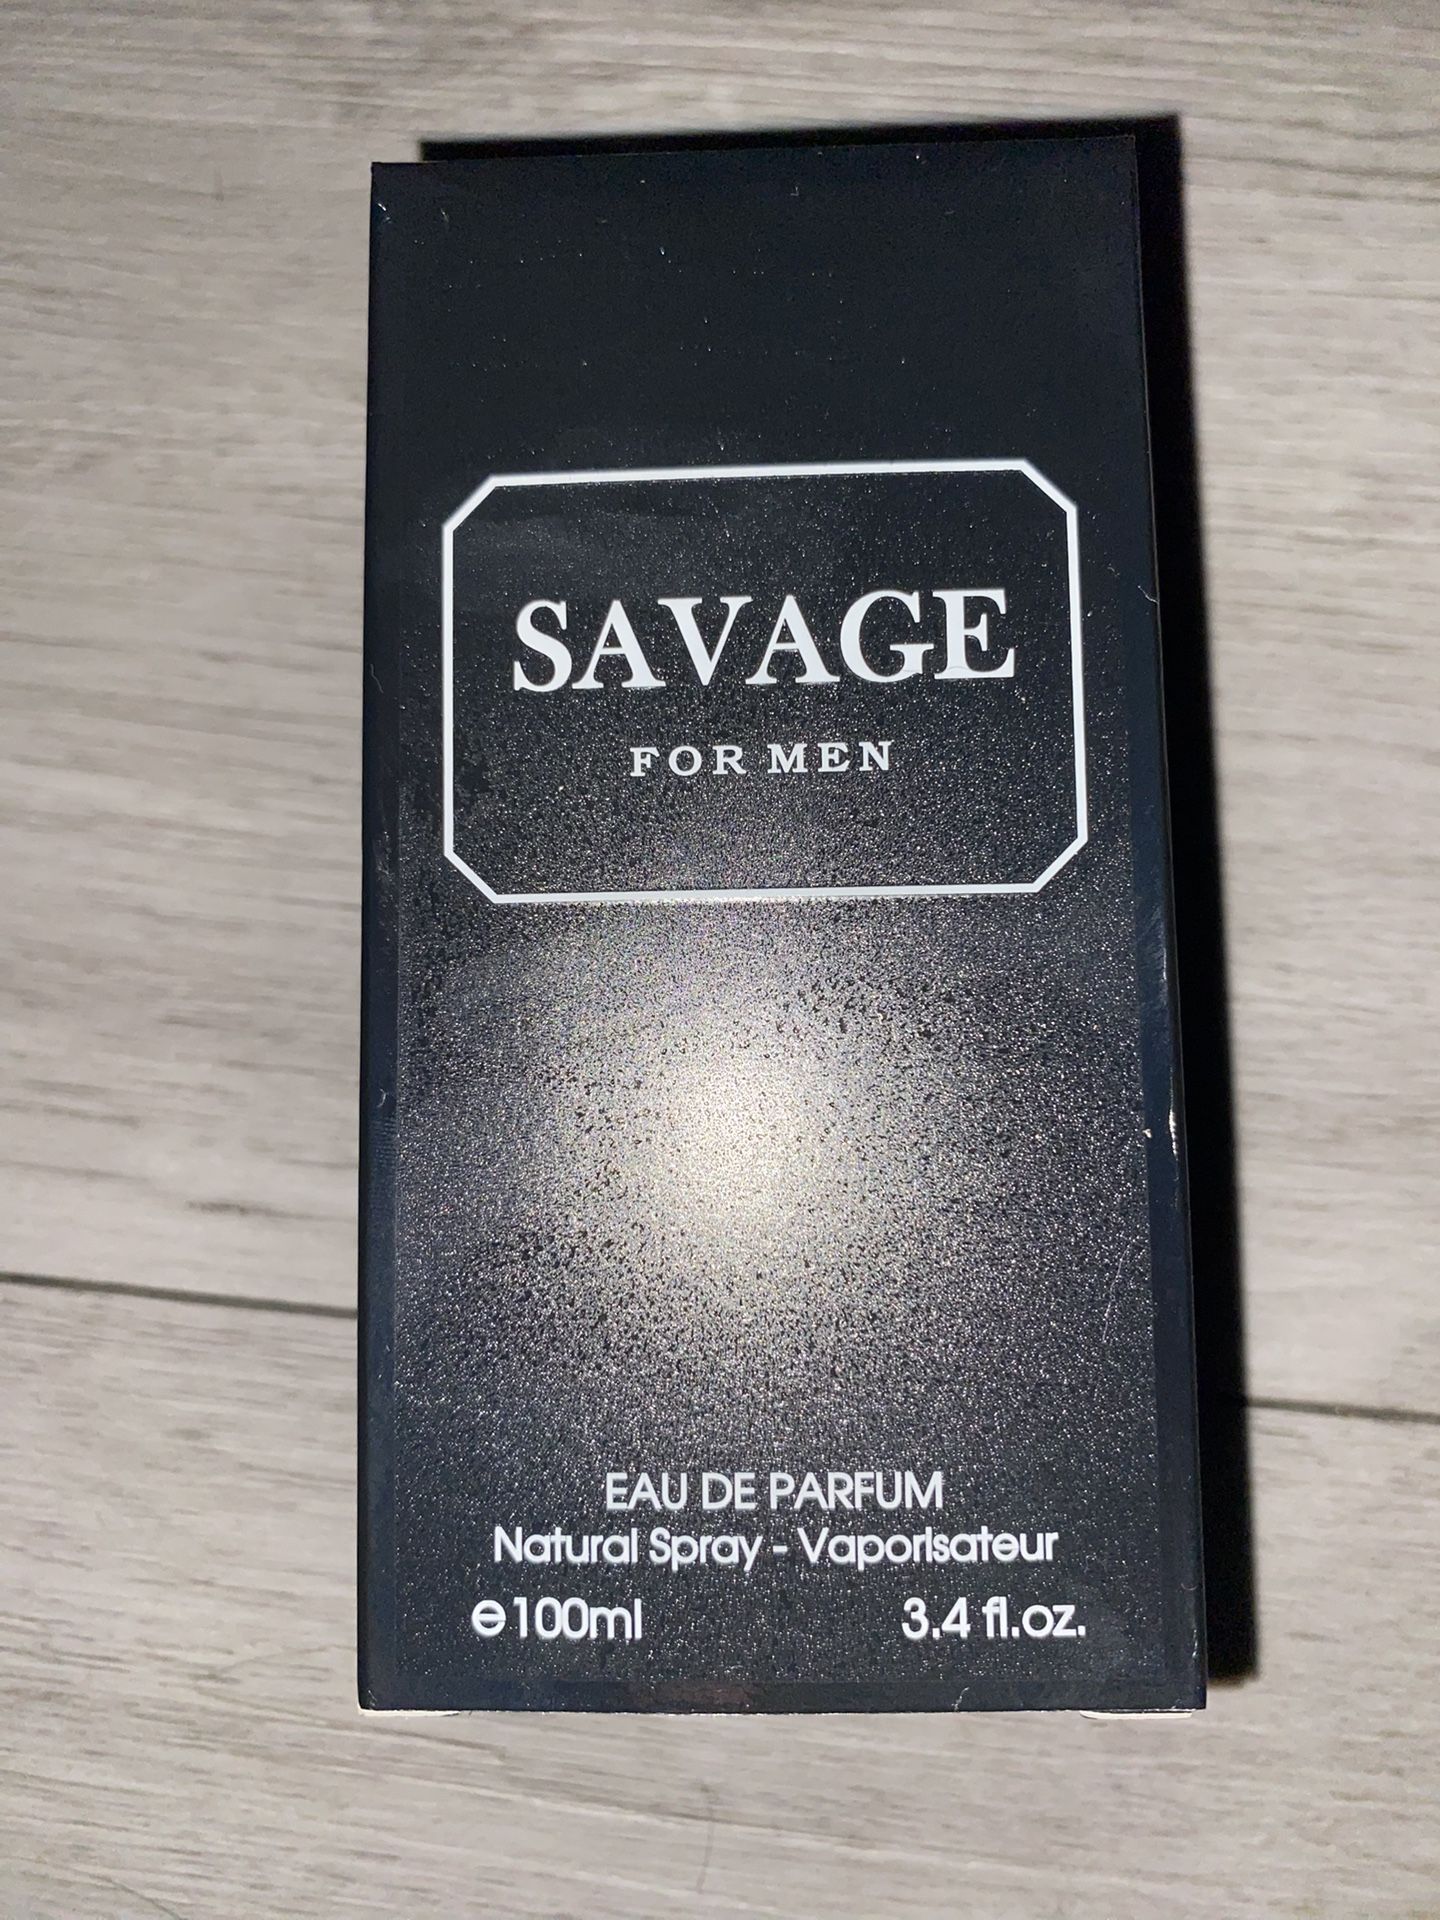 SAVAGE
FOR MEN
EAU DE PARFUM
Natural Spray - Vaporisateur
℮100ml 3.4 fl.oz.